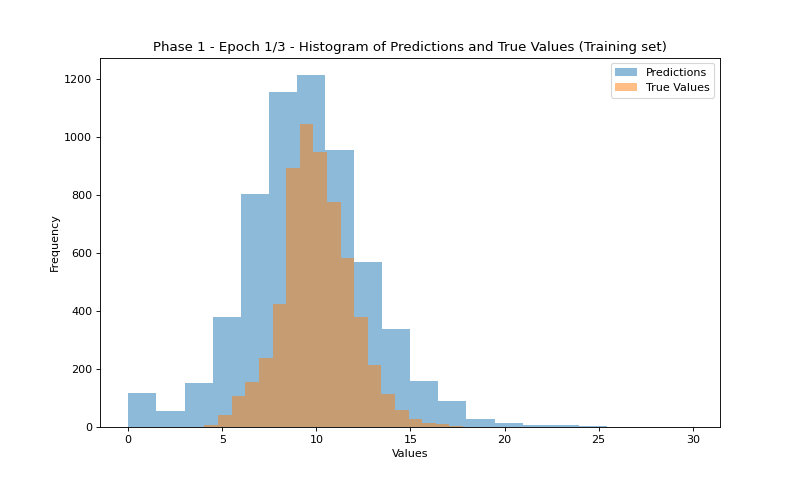 Phase 1 - Epoch 1/3 - Histogram of Predictions and True Values (Training set)
Predictions
True Values
1200
1000
800
600
400
200
0
Frequency
0 5 10 15 20 25 30
Values